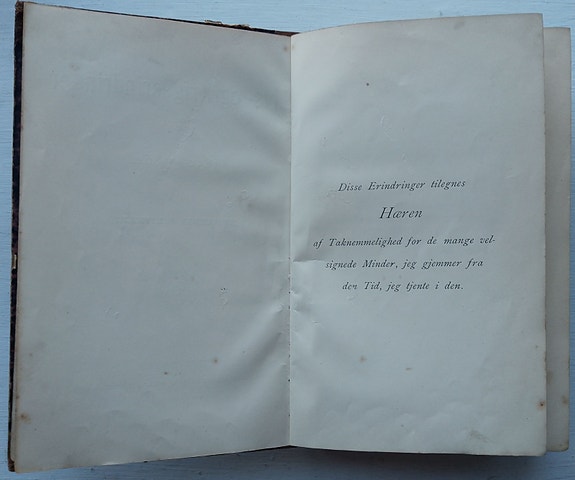 Disse Erindringer tilegnes
Hæren
af Taknemmelighed for de mange vel-
signede Minder, jeg gjemmer fra
den Tid, jeg tjente i den.